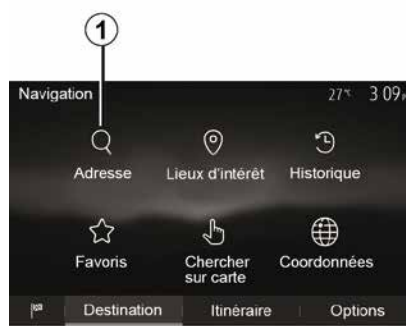 1
Navigation 27°C 3 09
Adresse Lieux d'intérêt Historique
Favoris Chercher sur carte Coordonnées
Destination Itinéraire Options